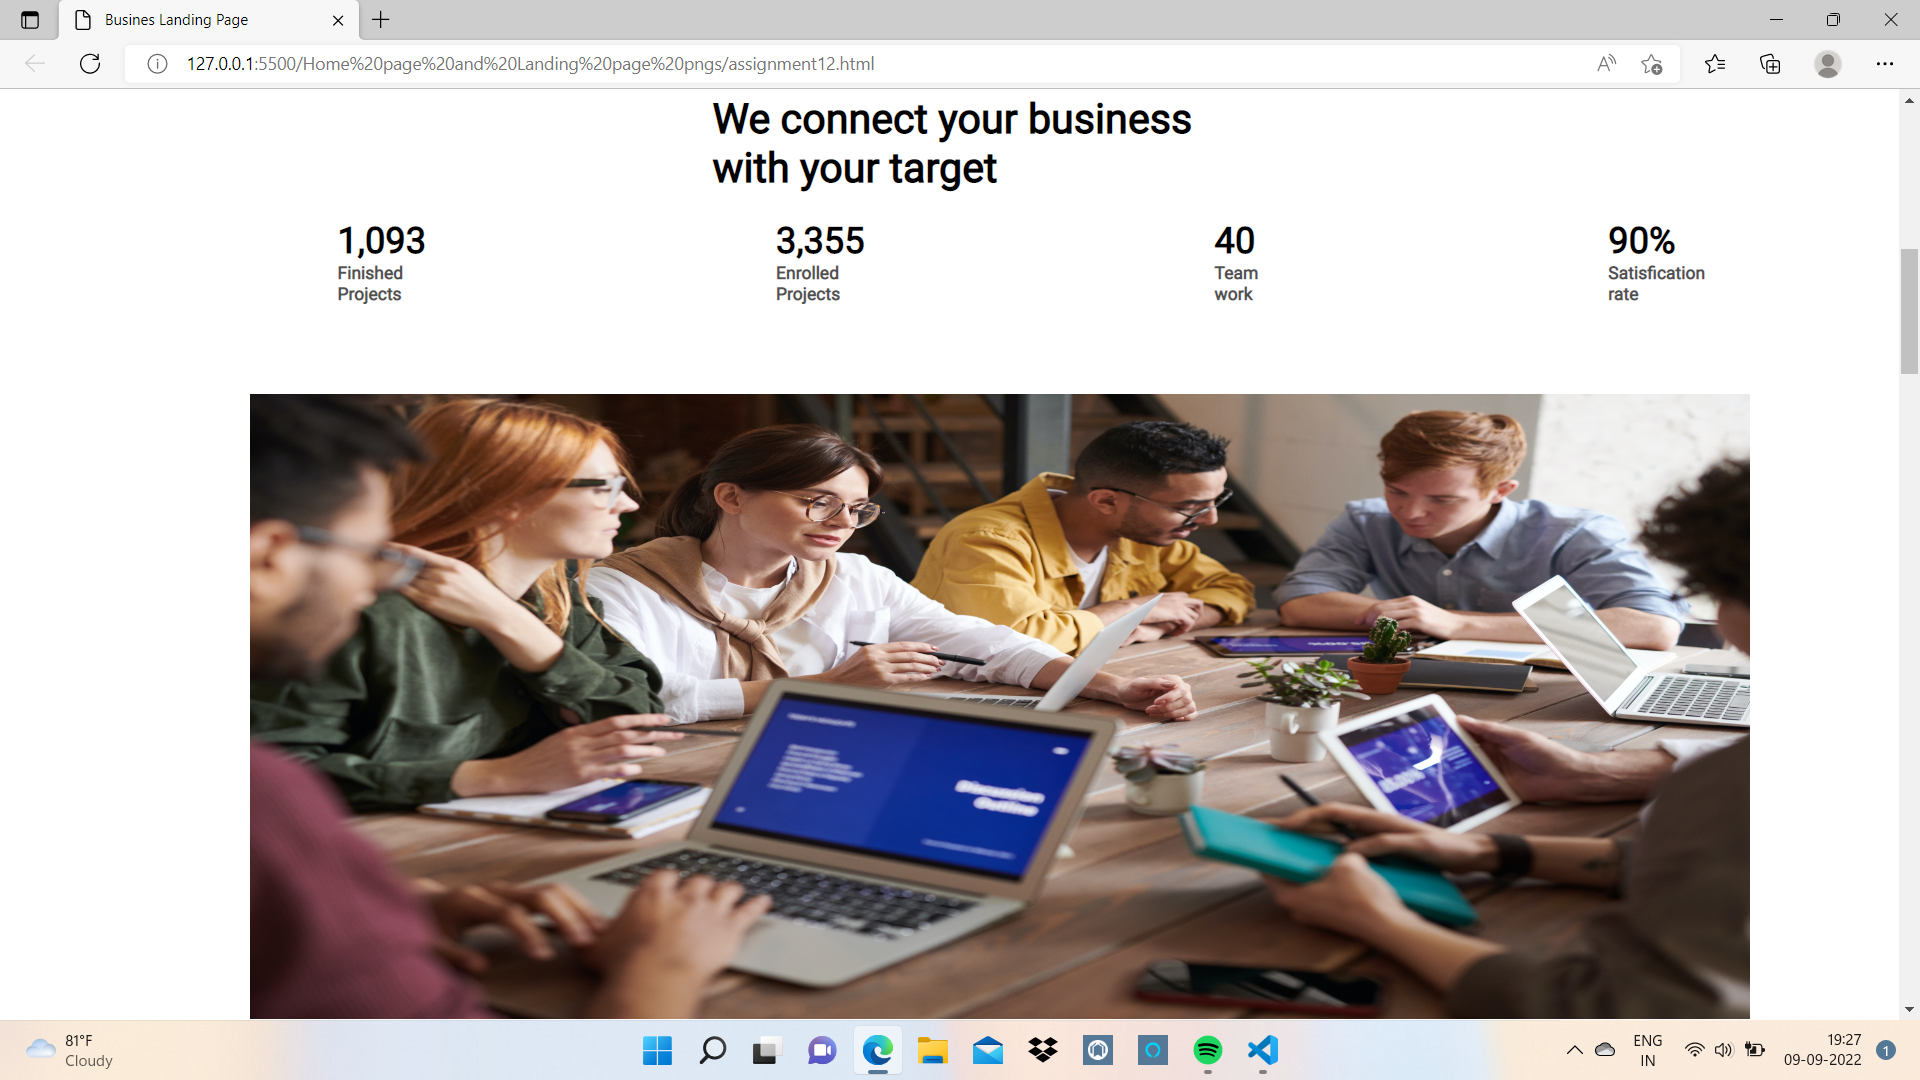 Busines Landing Page
127.0.0.1:5500/Home%20page%20and%20Landing%20page%20pngs/assignment12.html
We connect your business
with your target
1,093
Finished
Projects
3,355
Enrolled
Projects
40
Team
work
90%
Satisfication
rate
Discussion
Outline
81°F
Cloudy
ENG
IN
19:27
09-09-2022
1